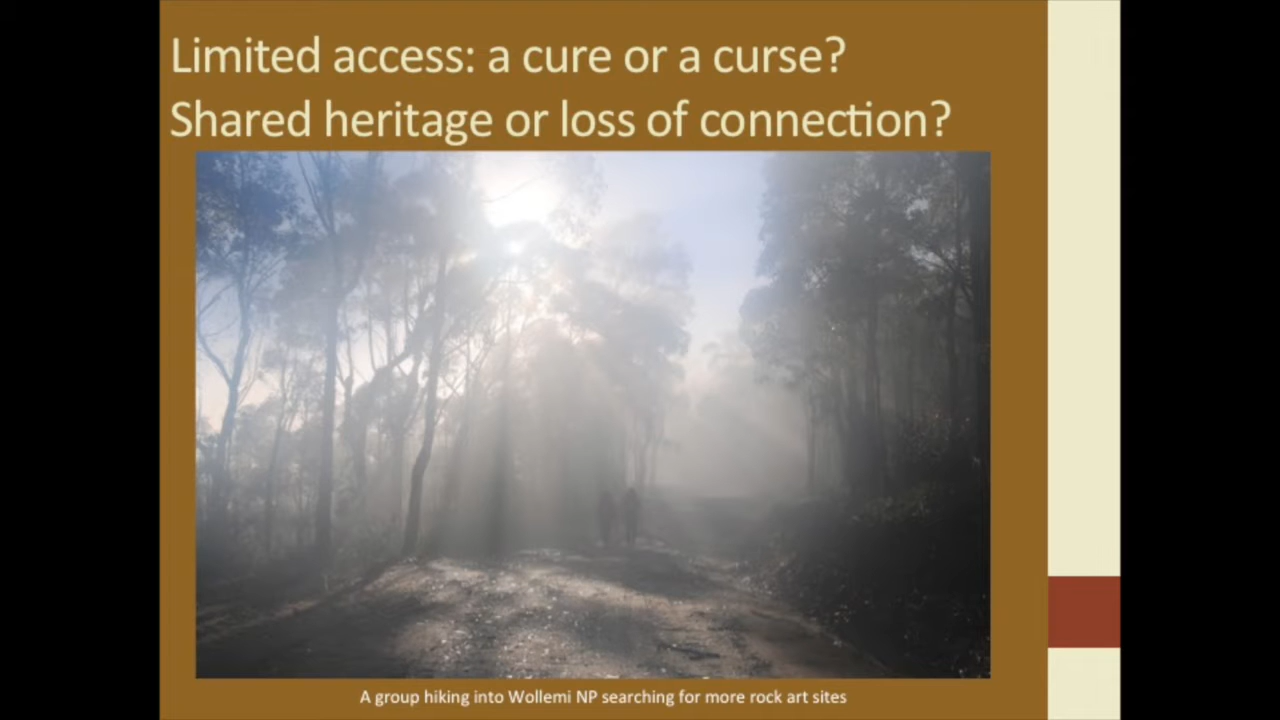 Limited access: a cure or a curse?
Shared heritage or loss of connection?
A group hiking into Wollemi NP searching for more rock art sites